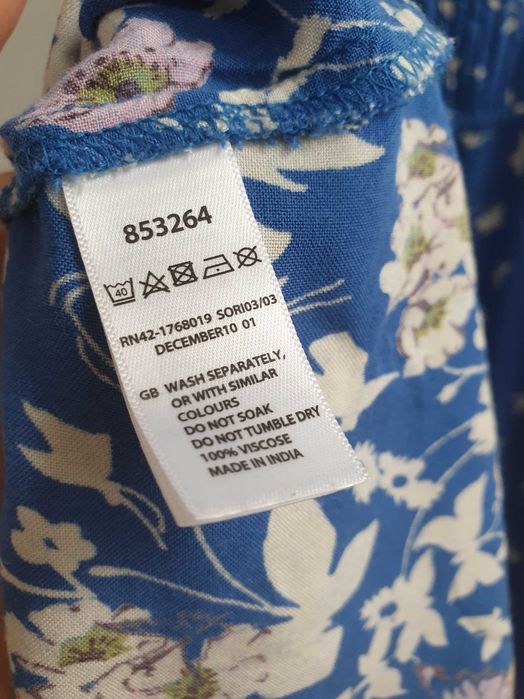 853264
40
RN42-1768019 SORI03/03
DECEMBER10 01
GB WASH SEPARATELY,
OR WITH SIMILAR
COLOURS
DO NOT SOAK
DO NOT TUMBLE DRY
100% VISCOSE
MADE IN INDIA